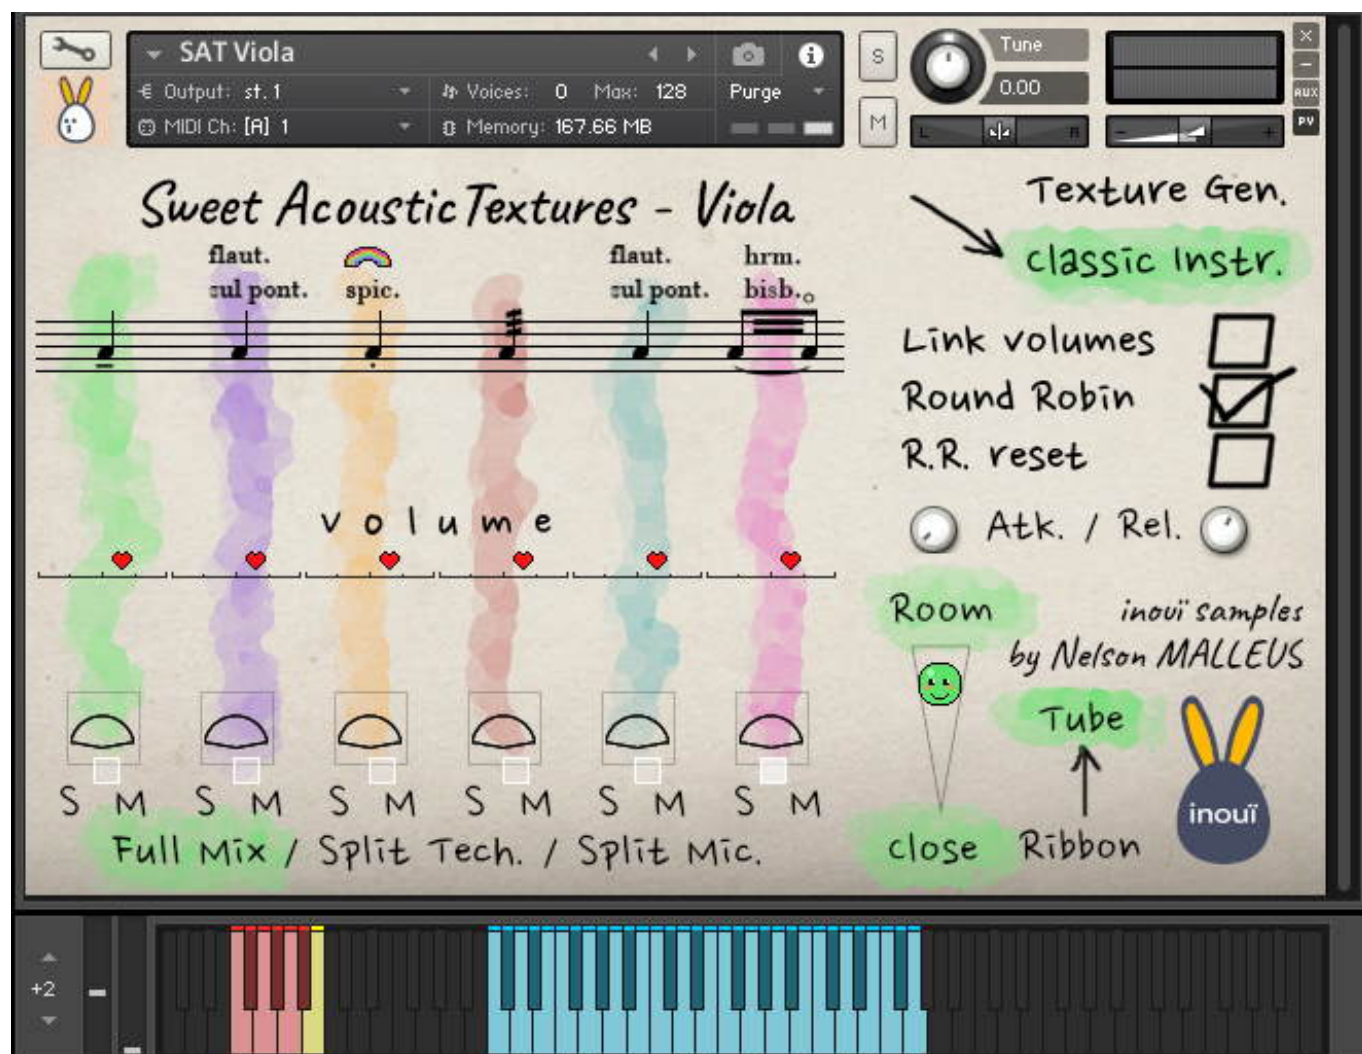 SAT Viola
Output: st. 1
Voices: 0 Max: 128
Purge
MIDI Ch: [A] 1
Memory: 167.66 MB
S
M
Tune
0.00
L R
- +
×
-
AUX
PV
Sweet Acoustic Textures - Viola
flaut.
sul pont.
spic.
flaut.
sul pont.
hrm.
bisb.
volume
S M S M S M S M S M S M
Full Mix / Split Tech. / Split Mic.
Texture Gen.
Classic Instr.
Link volumes
Round Robin
R.R. reset
Atk. / Rel.
Room
close
inouï samples
by Nelson MALLEUS
Tube
Ribbon
inouï
+2